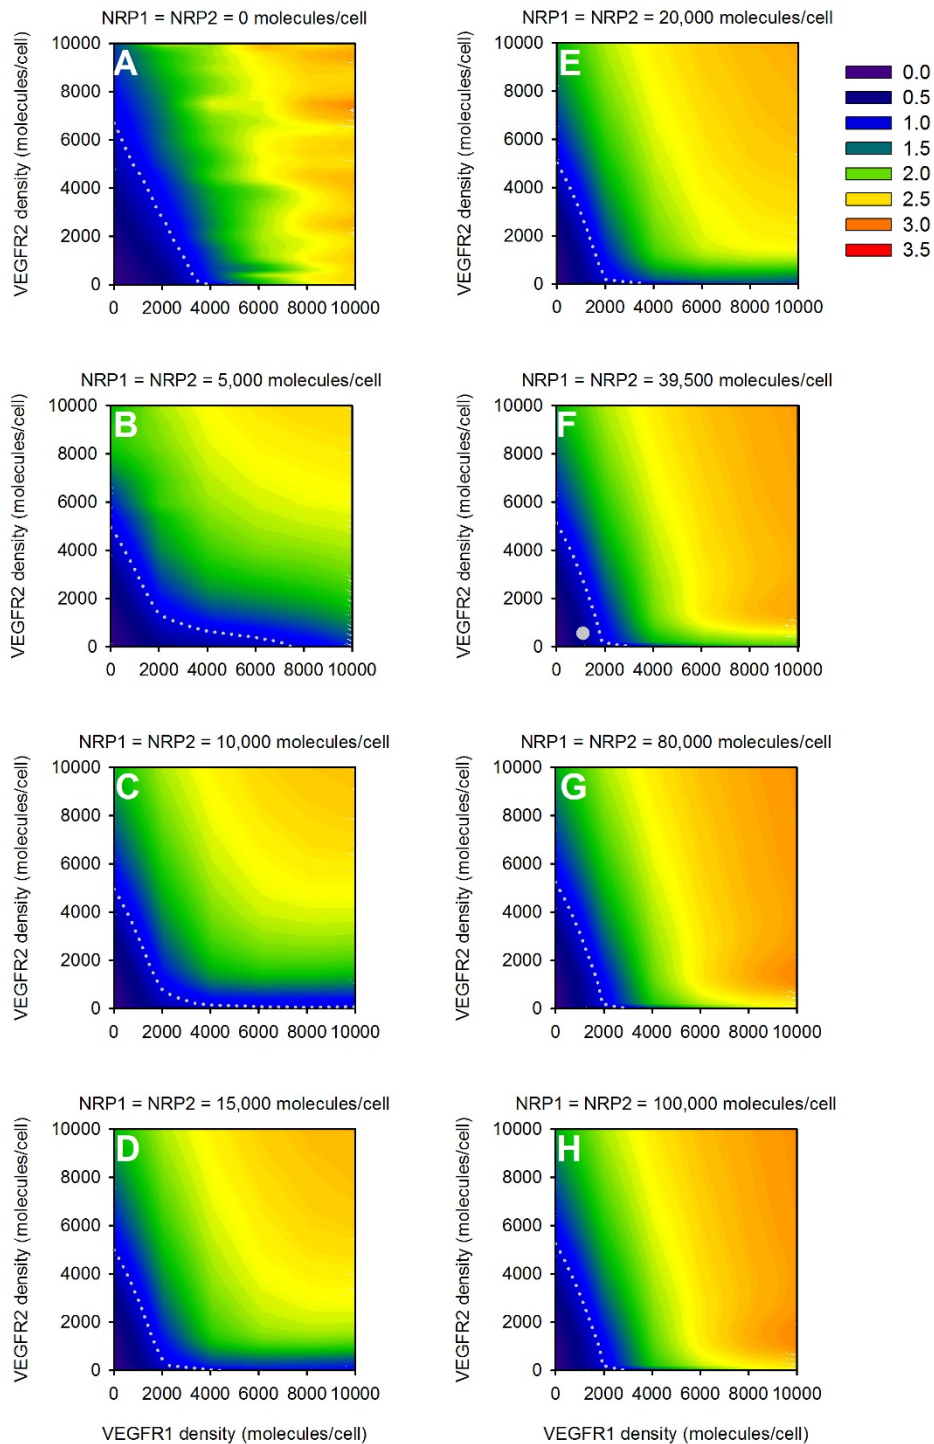 NRP1 = NRP2 = 0 molecules/cell
A
VEGFR2 density (molecules/cell)
10000
8000
6000
4000
2000
0
0 2000 4000 6000 8000 10000
NRP1 = NRP2 = 20,000 molecules/cell
E
VEGFR2 density (molecules/cell)
10000
8000
6000
4000
2000
0
0 2000 4000 6000 8000 10000
0.0
0.5
1.0
1.5
2.0
2.5
3.0
3.5
NRP1 = NRP2 = 5,000 molecules/cell
B
VEGFR2 density (molecules/cell)
10000
8000
6000
4000
2000
0
0 2000 4000 6000 8000 10000
NRP1 = NRP2 = 39,500 molecules/cell
F
VEGFR2 density (molecules/cell)
10000
8000
6000
4000
2000
0
0 2000 4000 6000 8000 10000
NRP1 = NRP2 = 10,000 molecules/cell
C
VEGFR2 density (molecules/cell)
10000
8000
6000
4000
2000
0
0 2000 4000 6000 8000 10000
NRP1 = NRP2 = 80,000 molecules/cell
G
VEGFR2 density (molecules/cell)
10000
8000
6000
4000
2000
0
0 2000 4000 6000 8000 10000
NRP1 = NRP2 = 15,000 molecules/cell
D
VEGFR2 density (molecules/cell)
10000
8000
6000
4000
2000
0
0 2000 4000 6000 8000 10000
VEGFR1 density (molecules/cell)
NRP1 = NRP2 = 100,000 molecules/cell
H
VEGFR2 density (molecules/cell)
10000
8000
6000
4000
2000
0
0 2000 4000 6000 8000 10000
VEGFR1 density (molecules/cell)